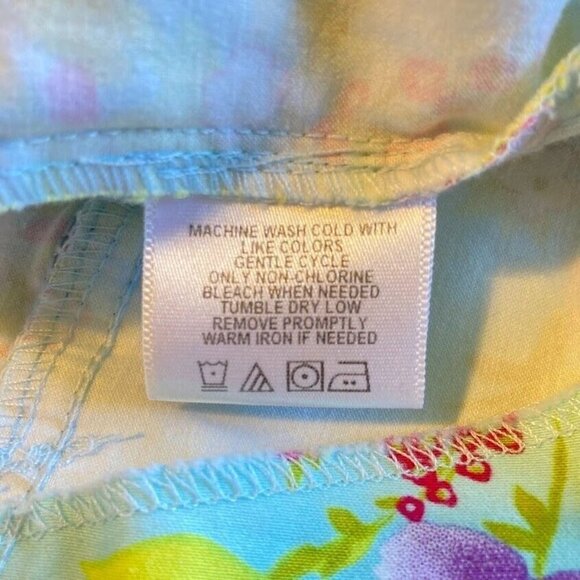 MACHINE WASH COLD WITH
LIKE COLORS
GENTLE CYCLE
ONLY NON-CHLORINE
BLEACH WHEN NEEDED
TUMBLE DRY LOW
REMOVE PROMPTLY
WARM IRON IF NEEDED